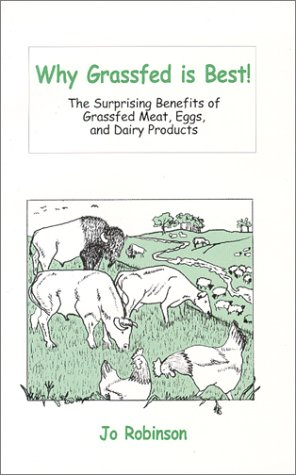 Why Grassfed is Best!
The Surprising Benefits of
Grassfed Meat, Eggs,
and Dairy Products
Jo Robinson